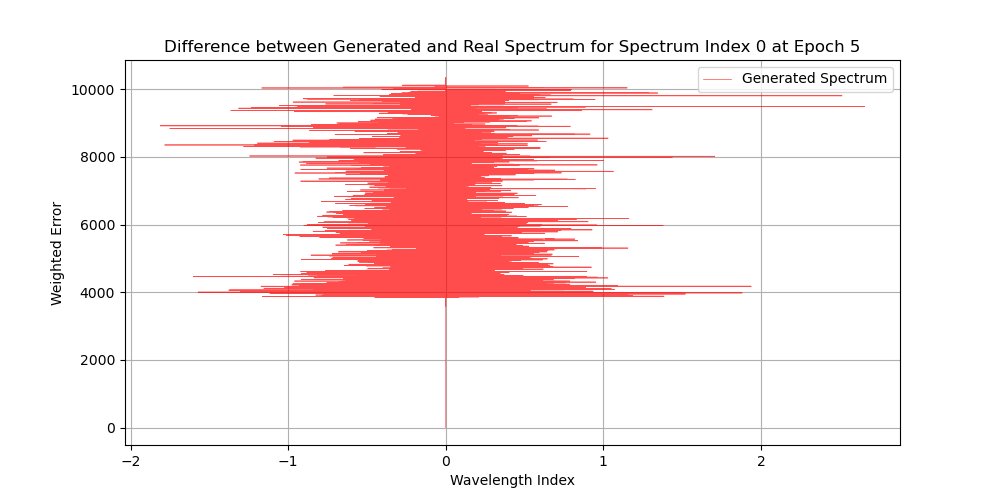 Difference between Generated and Real Spectrum for Spectrum Index 0 at Epoch 5
Generated Spectrum
10000
8000
6000
4000
2000
0
Weighted Error
−2 −1 0 1 2
Wavelength Index